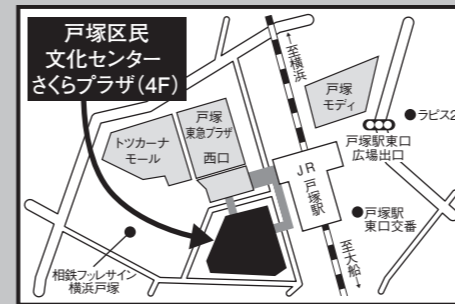 戸塚区民
文化センター
さくらプラザ(4F)
←至横浜
戸塚
モディ
●ラピス2
戸塚駅東口
広場出口
戸塚
東急プラザ
西口
トツカーナ
モール
JR
戸塚駅
●戸塚駅
東口交番
至大船→
相鉄フレッサイン
横浜戸塚